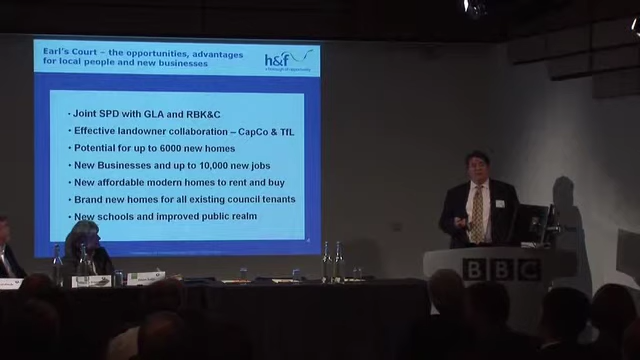 Earl's Court – the opportunities, advantages
for local people and new businesses
h&f
a borough of opportunity
• Joint SPD with GLA and RBK&C
• Effective landowner collaboration – CapCo & TfL
• Potential for up to 6000 new homes
• New Businesses and up to 10,000 new jobs
• New affordable modern homes to rent and buy
• Brand new homes for all existing council tenants
• New schools and improved public realm
BBC